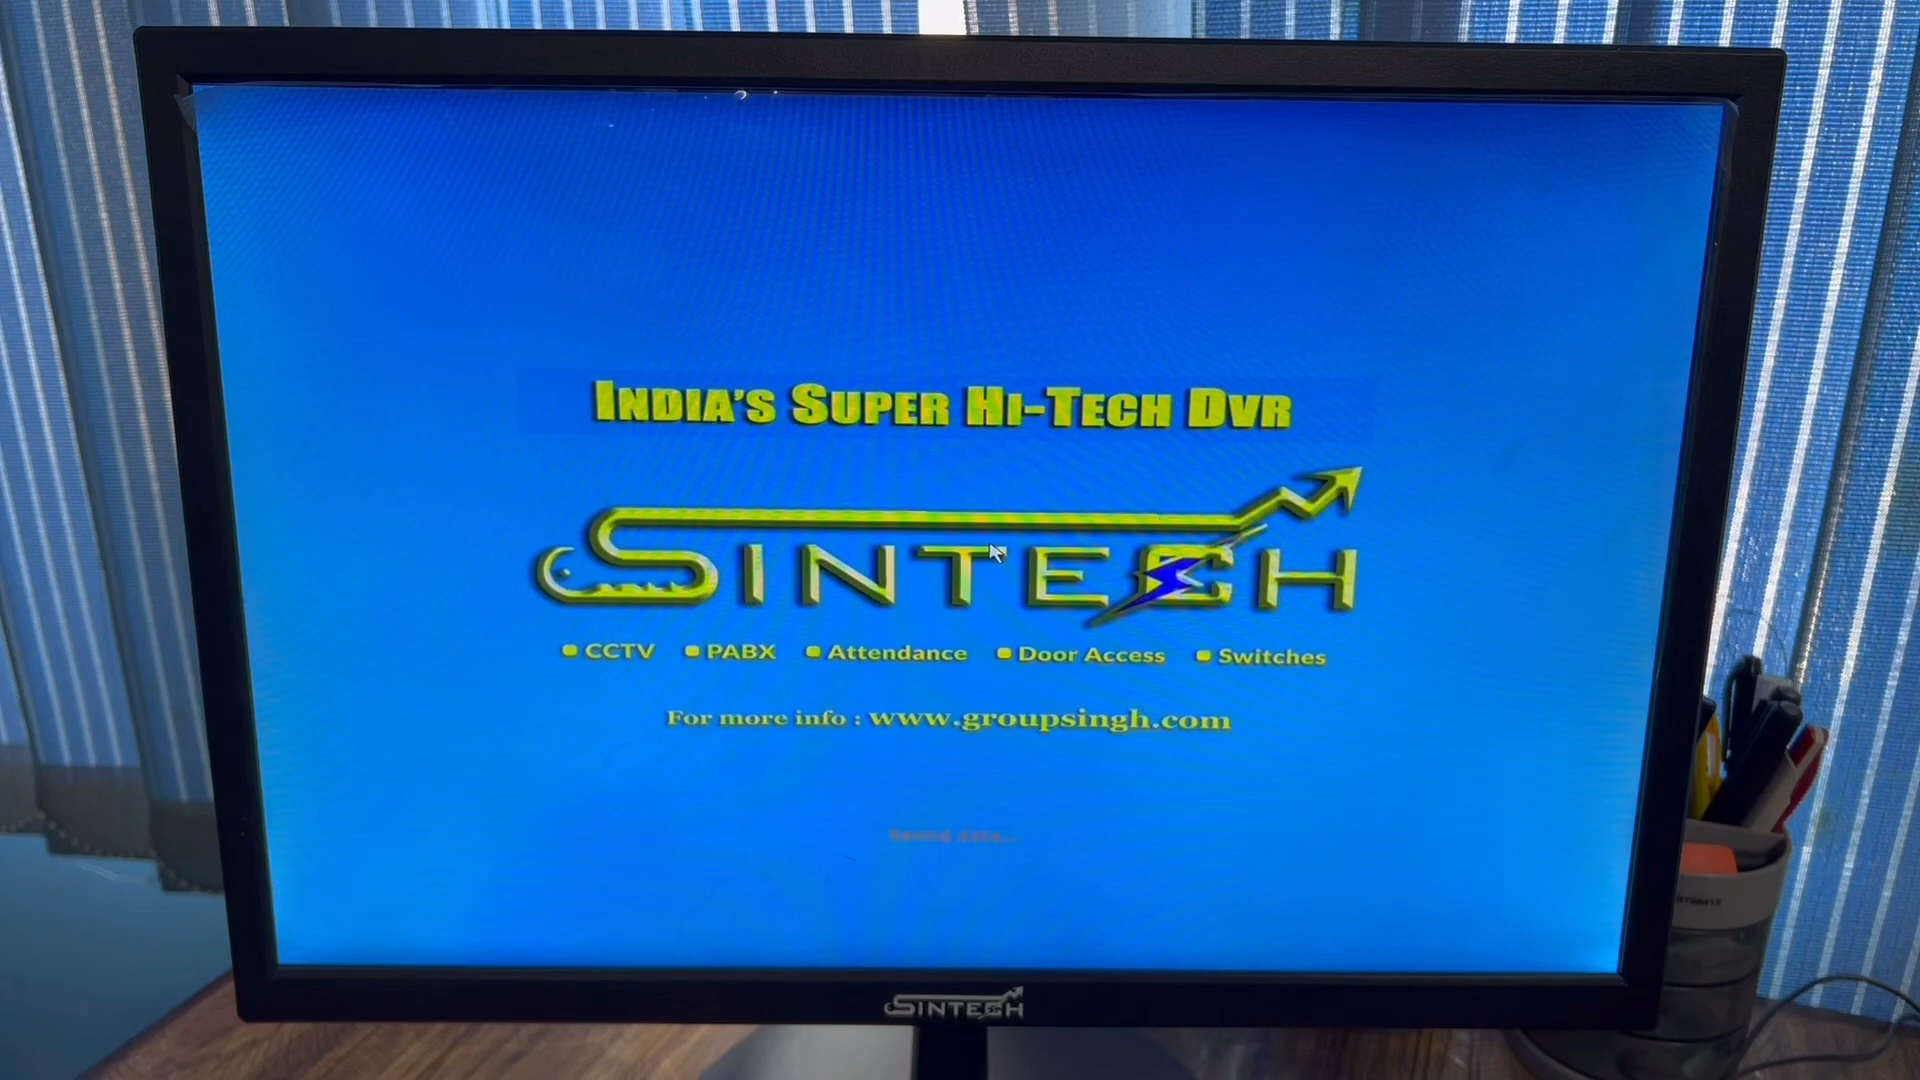 INDIA'S SUPER HI-TECH DVR
SINTECH
CCTV PABX Attendance Door Access Switches
For more info : www.groupsingh.com
SINTECH